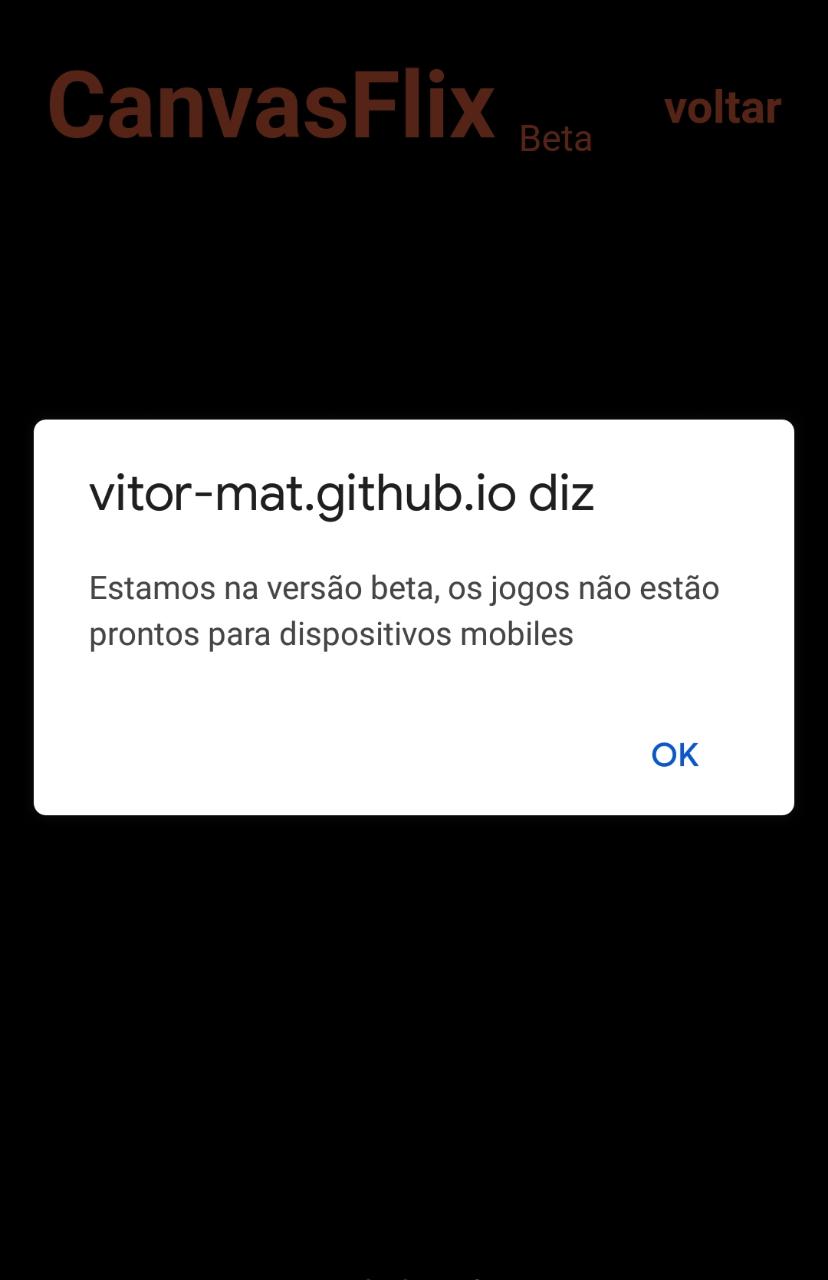 CanvasFlix Beta voltar
vitor-mat.github.io diz
Estamos na versão beta, os jogos não estão
prontos para dispositivos mobiles
OK